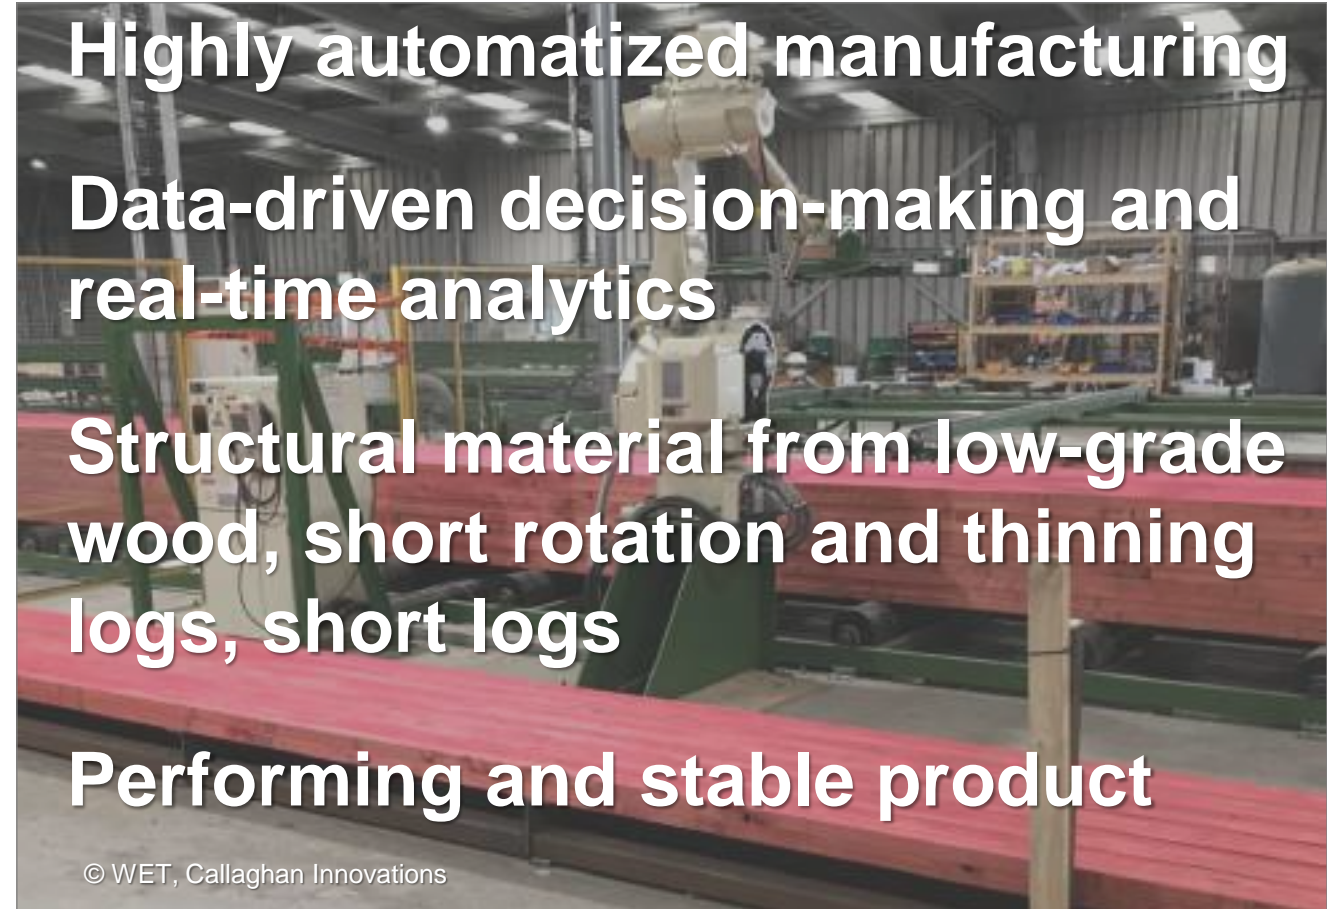 Highly automatized manufacturing
Data-driven decision-making and
real-time analytics
Structural material from low-grade
wood, short rotation and thinning
logs, short logs
Performing and stable product
© WET, Callaghan Innovations